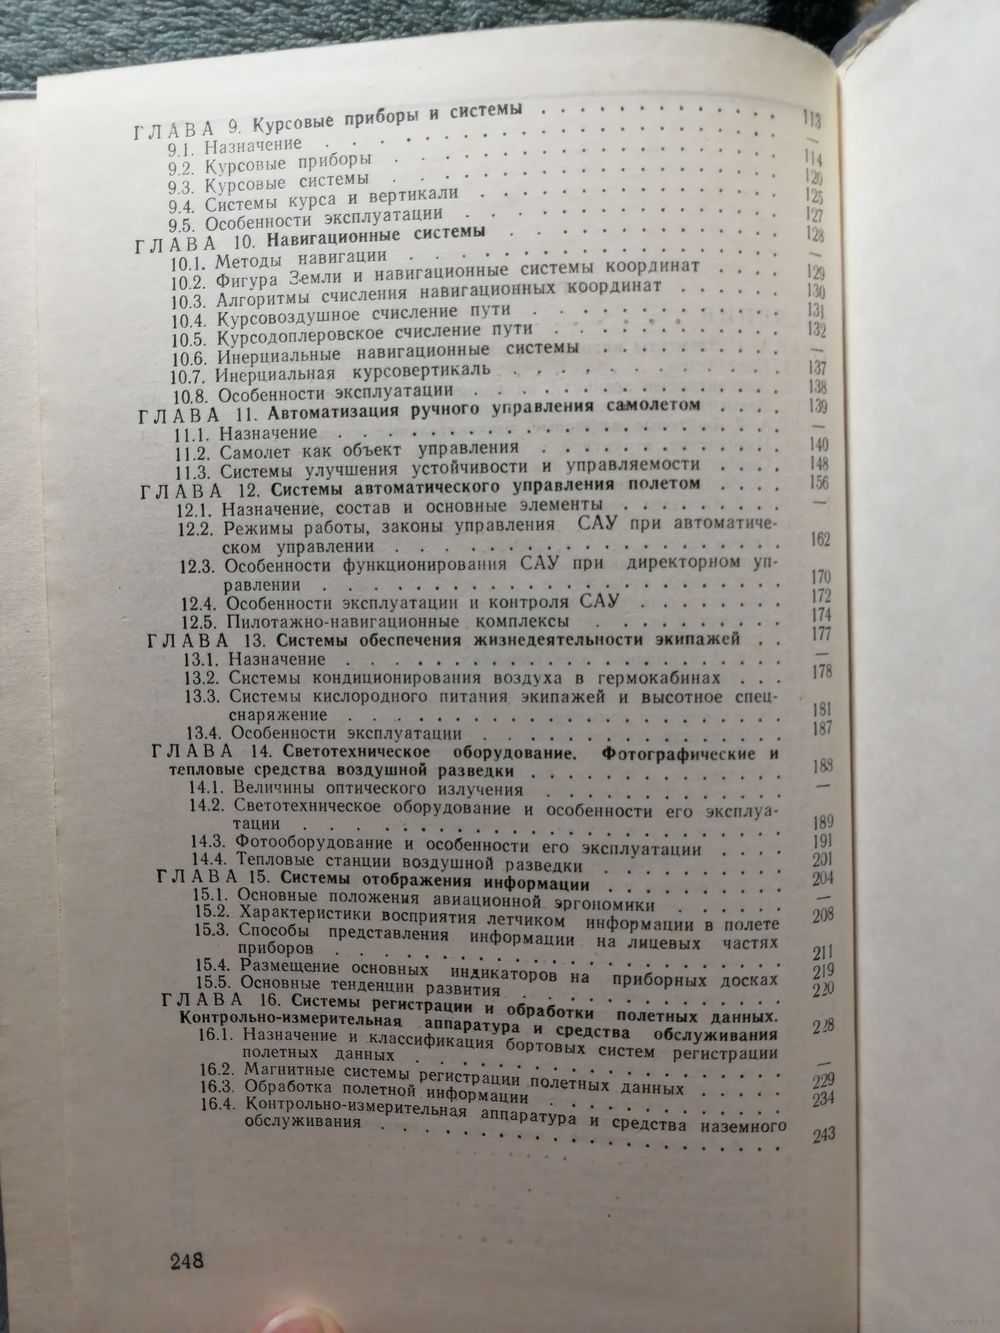 ГЛАВА 9. Курсовые приборы и системы . . . . . . . . . . . . 113
9.1. Назначение . . . . . . . . . . . . —
9.2. Курсовые приборы . . . . . . . . . . . . 114
9.3. Курсовые системы . . . . . . . . . . . . 120
9.4. Системы курса и вертикали . . . . . . . . . . . . 125
9.5. Особенности эксплуатации . . . . . . . . . . . . 127
ГЛАВА 10. Навигационные системы . . . . . . . . . . . . 128
10.1. Методы навигации . . . . . . . . . . . . —
10.2. Фигура Земли и навигационные системы координат . . . . 129
10.3. Алгоритмы счисления навигационных координат . . . . . . 130
10.4. Курсовоздушное счисление пути . . . . . . . . . . . . 131
10.5. Курсодоплеровское счисление пути . . . . . . . . . . . . 132
10.6. Инерциальные навигационные системы . . . . . . . . . —
10.7. Инерциальная курсовертикаль . . . . . . . . . . . . 137
10.8. Особенности эксплуатации . . . . . . . . . . . . 138
ГЛАВА 11. Автоматизация ручного управления самолетом . . . . 139
11.1. Назначение . . . . . . . . . . . . —
11.2. Самолет как объект управления . . . . . . . . . . . . 140
11.3. Системы улучшения устойчивости и управляемости . . . . 148
ГЛАВА 12. Системы автоматического управления полетом . . . . 156
12.1. Назначение, состав и основные элементы . . . . . . . . . —
12.2. Режимы работы, законы управления САУ при автоматиче-
ском управлении . . . . . . . . . . . . 162
12.3. Особенности функционирования САУ при директорном уп-
равлении . . . . . . . . . . . . 170
12.4. Особенности эксплуатации и контроля САУ . . . . . . . . 172
12.5. Пилотажно-навигационные комплексы . . . . . . . . . . 174
ГЛАВА 13. Системы обеспечения жизнедеятельности экипажей . . 177
13.1. Назначение . . . . . . . . . . . . —
13.2. Системы кондиционирования воздуха в гермокабинах . . . 178
13.3. Системы кислородного питания экипажей и высотное спец-
снаряжение . . . . . . . . . . . . 181
13.4. Особенности эксплуатации . . . . . . . . . . . . 187
ГЛАВА 14. Светотехническое оборудование. Фотографические и
тепловые средства воздушной разведки . . . . . . . . . . . . 188
14.1. Величины оптического излучения . . . . . . . . . . . . —
14.2. Светотехническое оборудование и особенности его эксплуа-
тации . . . . . . . . . . . . 189
14.3. Фотооборудование и особенности его эксплуатации . . . . 191
14.4. Тепловые станции воздушной разведки . . . . . . . . . . 201
ГЛАВА 15. Системы отображения информации . . . . . . . . . . 204
15.1. Основные положения авиационной эргономики . . . . . . —
15.2. Характеристики восприятия летчиком информации в полете 208
15.3. Способы представления информации на лицевых частях
приборов . . . . . . . . . . . . 211
15.4. Размещение основных индикаторов на приборных досках 219
15.5. Основные тенденции развития . . . . . . . . . . . . 220
ГЛАВА 16. Системы регистрации и обработки полетных данных.
Контрольно-измерительная аппаратура и средства обслуживания 228
16.1. Назначение и классификация бортовых систем регистрации
полетных данных . . . . . . . . . . . . —
16.2. Магнитные системы регистрации полетных данных . . . . . 229
16.3. Обработка полетной информации . . . . . . . . . . . . 234
16.4. Контрольно-измерительная аппаратура и средства наземного
обслуживания . . . . . . . . . . . . 243
248
www.ay.by